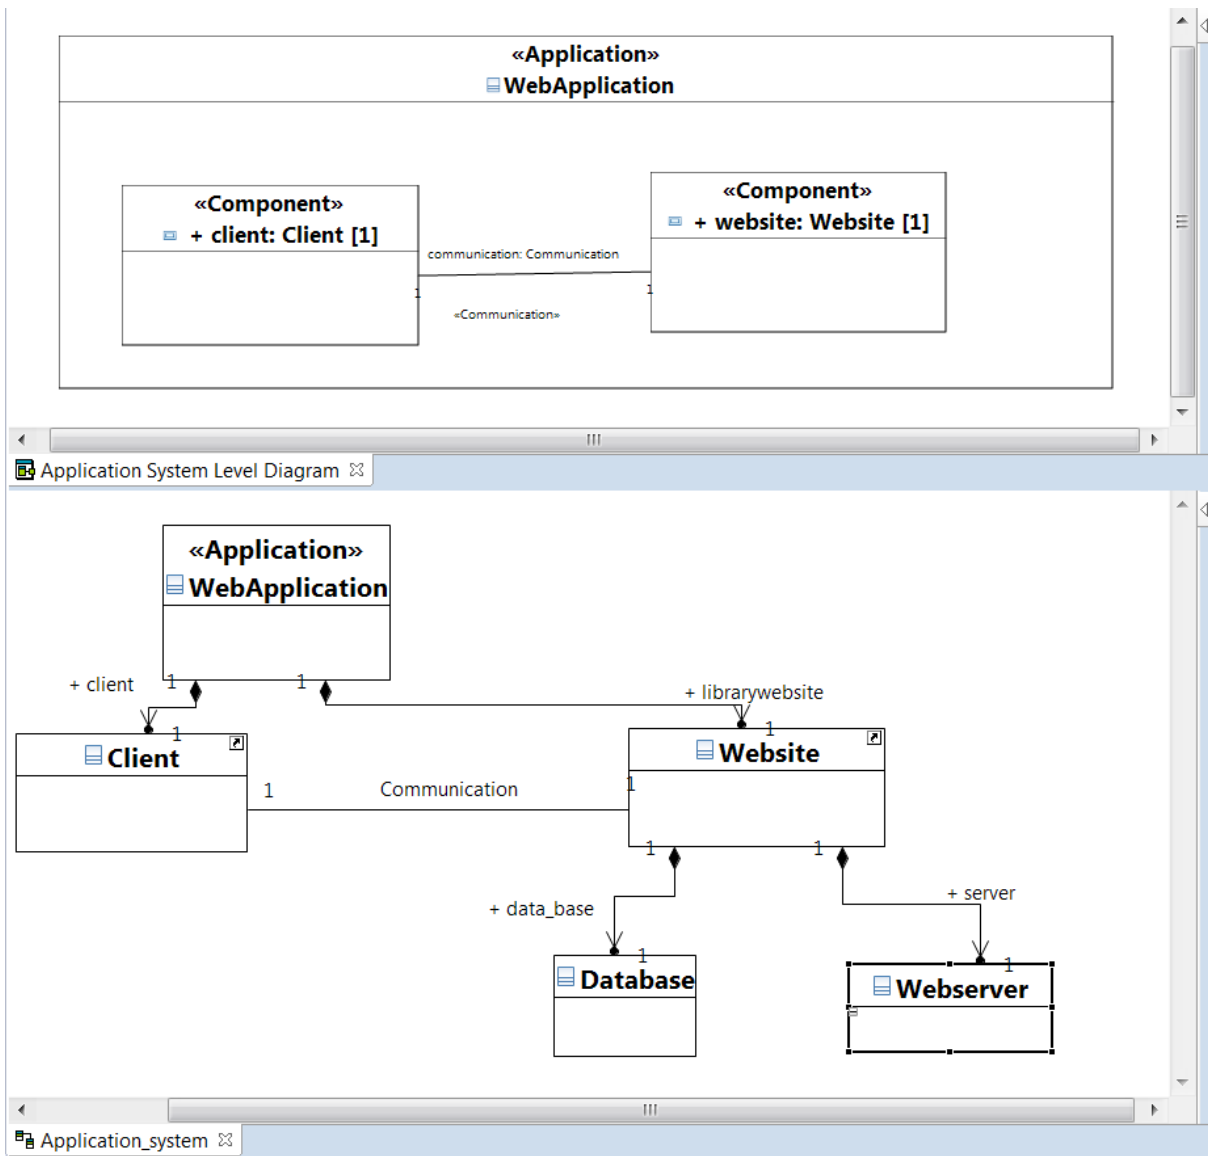 «Application»
WebApplication
«Component»
+ client: Client [1]
«Component»
+ website: Website [1]
communication: Communication
1
1
«Communication»
Application System Level Diagram
«Application»
WebApplication
+ client
1
1
+ librarywebsite
1
1
Client
Website
1
Communication
1
1
1
+ data_base
+ server
1
1
Database
Webserver
Application_system